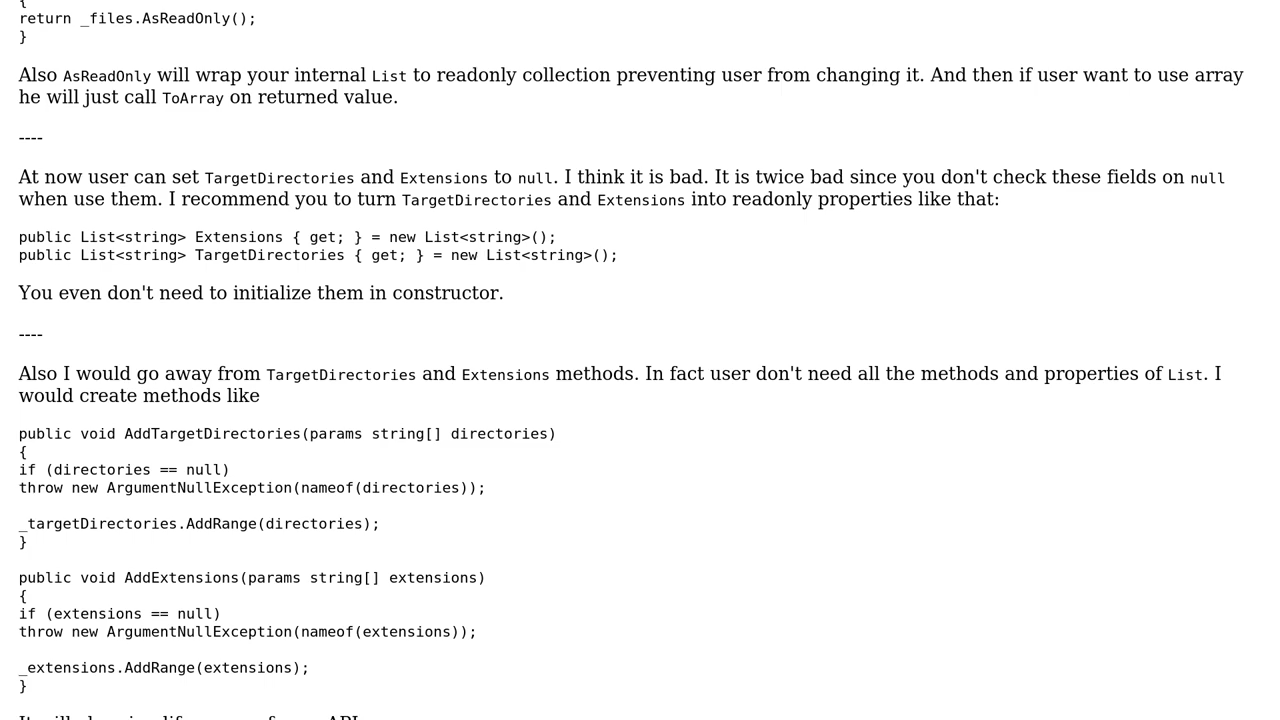 {
return _files.AsReadOnly();
}
Also AsReadOnly will wrap your internal List to readonly collection preventing user from changing it. And then if user want to use array
he will just call ToArray on returned value.
----
At now user can set TargetDirectories and Extensions to null. I think it is bad. It is twice bad since you don't check these fields on null
when use them. I recommend you to turn TargetDirectories and Extensions into readonly properties like that:
public List<string> Extensions { get; } = new List<string>();
public List<string> TargetDirectories { get; } = new List<string>();
You even don't need to initialize them in constructor.
----
Also I would go away from TargetDirectories and Extensions methods. In fact user don't need all the methods and properties of List. I
would create methods like
public void AddTargetDirectories(params string[] directories)
{
if (directories == null)
throw new ArgumentNullException(nameof(directories));
_targetDirectories.AddRange(directories);
}
public void AddExtensions(params string[] extensions)
{
if (extensions == null)
throw new ArgumentNullException(nameof(extensions));
_extensions.AddRange(extensions);
}